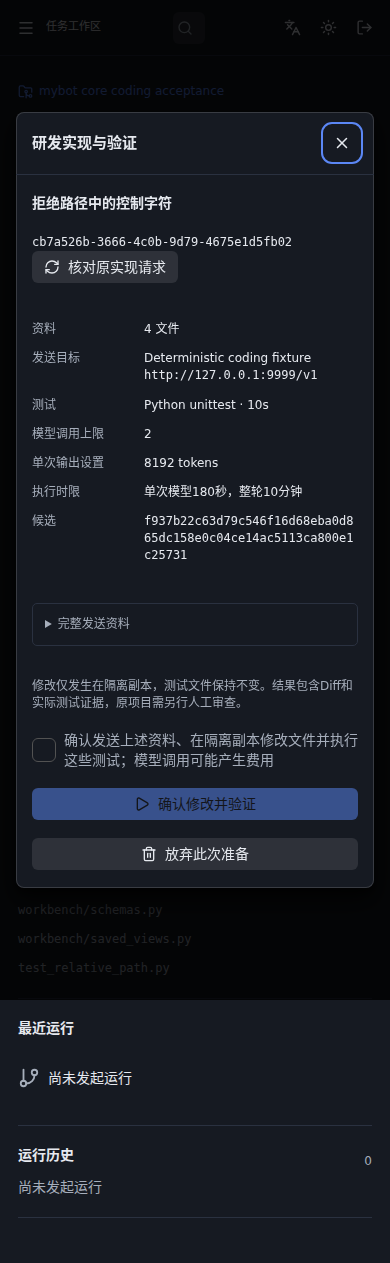 任务工作区
mybot core coding acceptance
研发实现与验证
拒绝路径中的控制字符
cb7a526b-3666-4c0b-9d79-4675e1d5fb02
核对原实现请求
资料 4 文件
发送目标 Deterministic coding fixture
http://127.0.0.1:9999/v1
测试 Python unittest · 10s
模型调用上限 2
单次输出设置 8192 tokens
执行时限 单次模型180秒，整轮10分钟
候选 f937b22c63d79c546f16d68eba0d8
65dc158e0c04ce14ac5113ca800e1
c25731
完整发送资料
修改仅发生在隔离副本，测试文件保持不变。结果包含Diff和
实际测试证据，原项目需另行人工审查。
确认发送上述资料、在隔离副本修改文件并执行
这些测试；模型调用可能产生费用
确认修改并验证
放弃此次准备
workbench/schemas.py
workbench/saved_views.py
test_relative_path.py
最近运行
尚未发起运行
运行历史 0
尚未发起运行